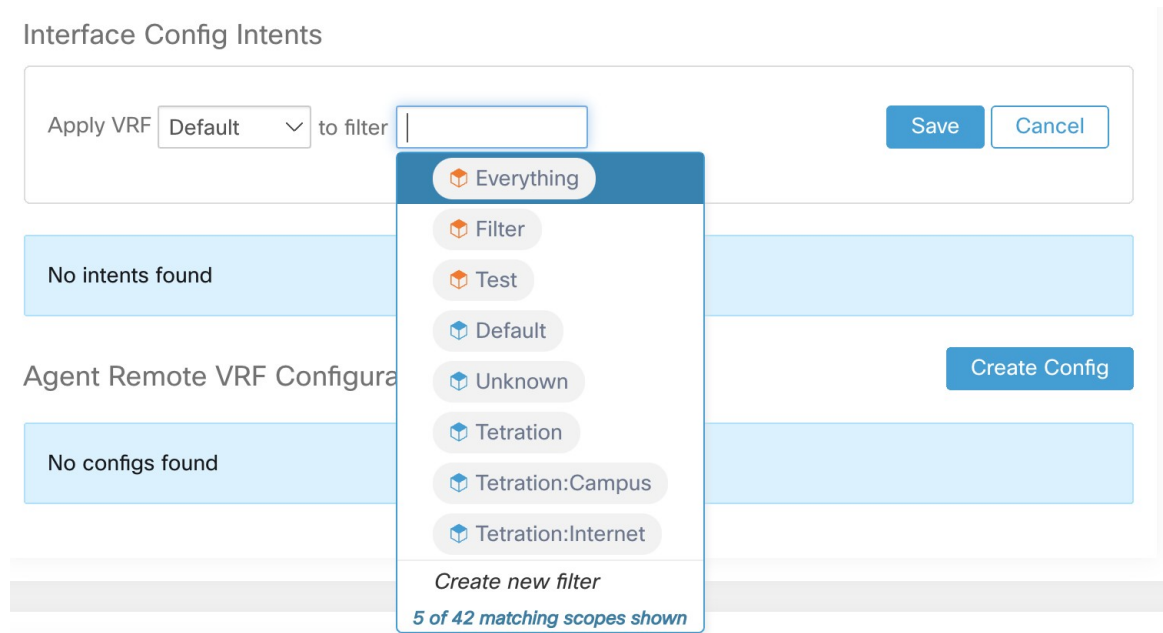 Interface Config Intents
Apply VRF Default to filter Save Cancel
Everything
Filter
Test
No intents found
Default
Agent Remote VRF Configura
Create Config
Unknown
Tetration
No configs found
Tetration:Campus
Tetration:Internet
Create new filter
5 of 42 matching scopes shown